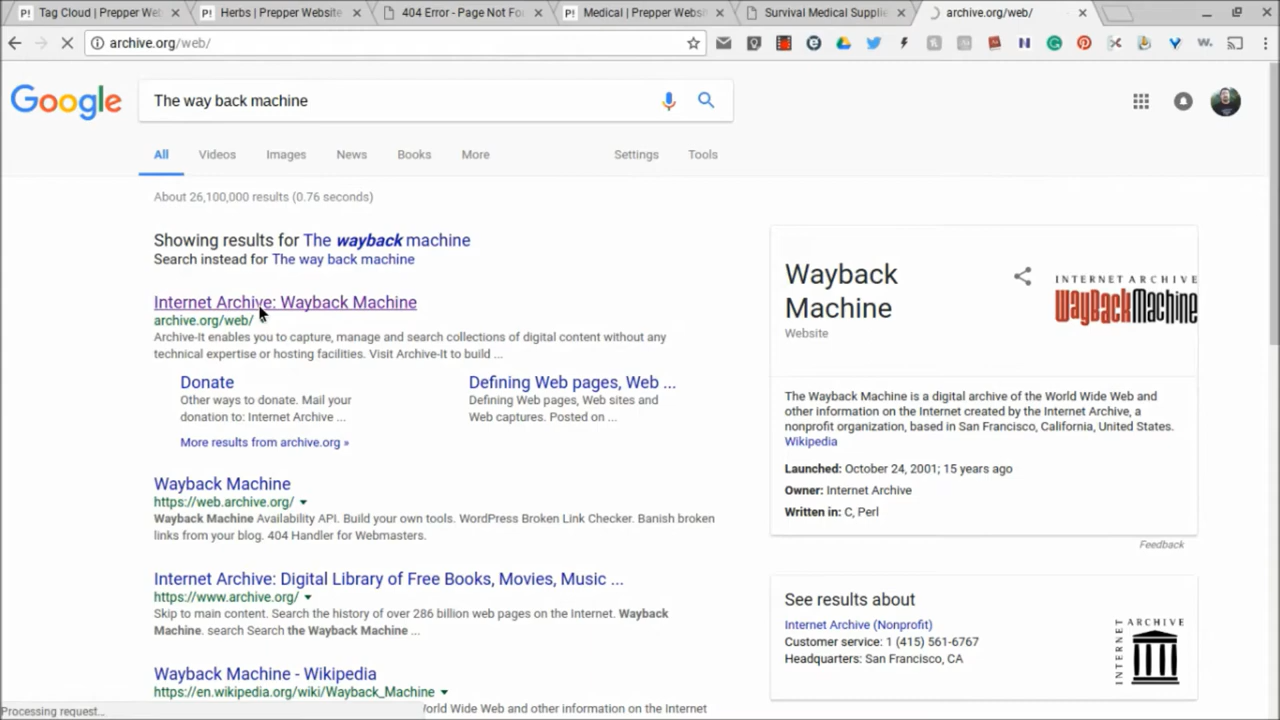 P! Tag Cloud | Prepper Web
P! Herbs | Prepper Website
404 Error - Page Not Fo
P! Medical | Prepper Websi
Survival Medical Supplie
archive.org/web/
archive.org/web/
Google
The way back machine
All
Videos
Images
News
Books
More
Settings
Tools
About 26,100,000 results (0.76 seconds)
Showing results for The wayback machine
Search instead for The way back machine
Internet Archive: Wayback Machine
archive.org/web/
Archive-It enables you to capture, manage and search collections of digital content without any
technical expertise or hosting facilities. Visit Archive-It to build ...
Donate
Other ways to donate. Mail your
donation to: Internet Archive ...
Defining Web pages, Web ...
Defining Web pages, Web sites and
Web captures. Posted on ...
More results from archive.org »
Wayback Machine
https://web.archive.org/
Wayback Machine Availability API. Build your own tools. WordPress Broken Link Checker. Banish broken
links from your blog. 404 Handler for Webmasters.
Internet Archive: Digital Library of Free Books, Movies, Music ...
https://www.archive.org/
Skip to main content. Search the history of over 286 billion web pages on the Internet. Wayback
Machine. search Search the Wayback Machine ...
Wayback Machine - Wikipedia
https://en.wikipedia.org/wiki/Wayback_Machine
World Wide Web and other information on the Internet
Processing request...
Wayback
Machine
Website
INTERNET ARCHIVE
WayBackMachine
The Wayback Machine is a digital archive of the World Wide Web and
other information on the Internet created by the Internet Archive, a
nonprofit organization, based in San Francisco, California, United States.
Wikipedia
Launched: October 24, 2001; 15 years ago
Owner: Internet Archive
Written in: C, Perl
Feedback
See results about
Internet Archive (Nonprofit)
Customer service: 1 (415) 561-6767
Headquarters: San Francisco, CA
INTERNET ARCHIVE